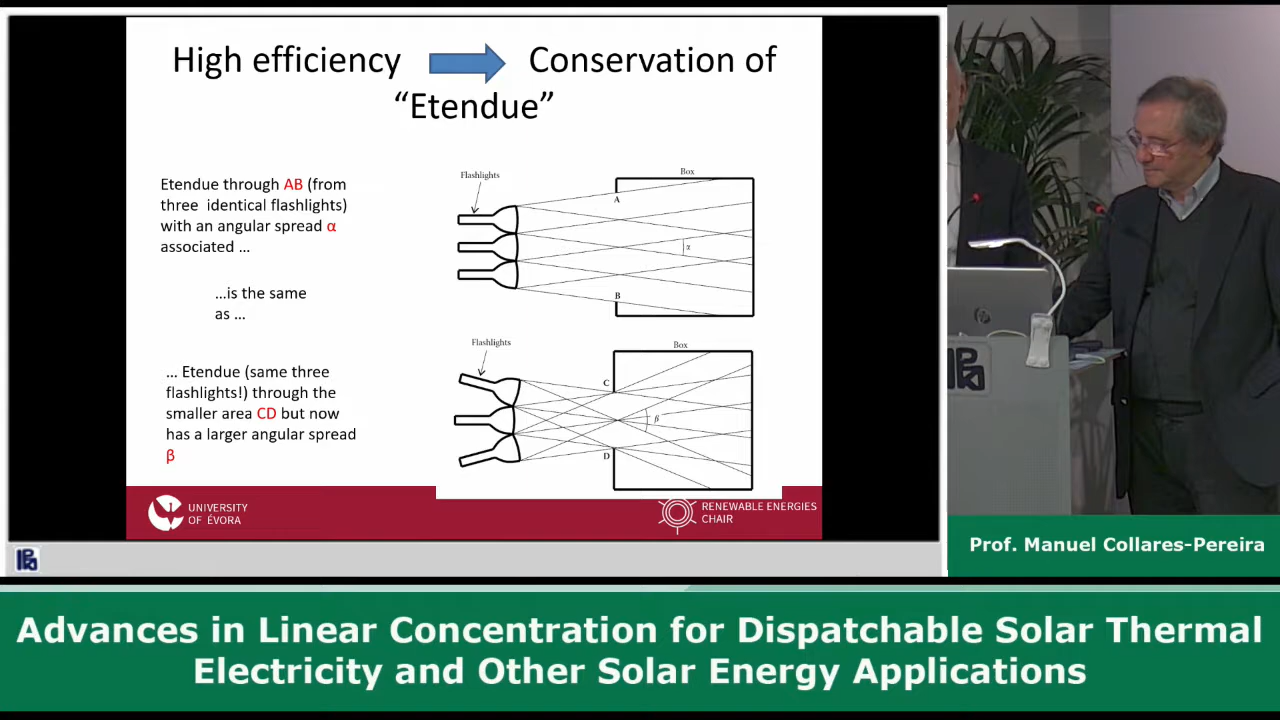 High efficiency Conservation of
“Etendue”
Etendue through AB (from
three identical flashlights)
with an angular spread α
associated ...
...is the same
as ...
... Etendue (same three
flashlights!) through the
smaller area CD but now
has a larger angular spread
β
Flashlights
Box
A
α
B
Flashlights
Box
C
β
D
UNIVERSITY
OF ÉVORA
RENEWABLE ENERGIES
CHAIR
Prof. Manuel Collares-Pereira
Advances in Linear Concentration for Dispatchable Solar Thermal
Electricity and Other Solar Energy Applications